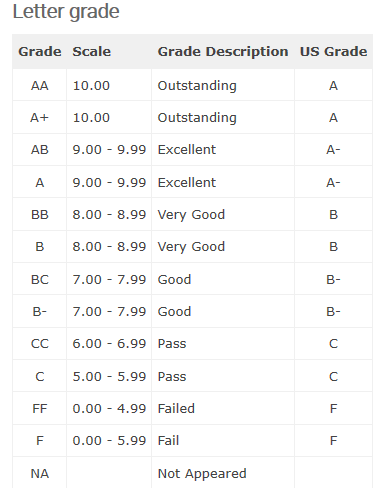 Letter grade
Grade Scale Grade Description US Grade
AA 10.00 Outstanding A
A+ 10.00 Outstanding A
AB 9.00 - 9.99 Excellent A-
A 9.00 - 9.99 Excellent A-
BB 8.00 - 8.99 Very Good B
B 8.00 - 8.99 Very Good B
BC 7.00 - 7.99 Good B-
B- 7.00 - 7.99 Good B-
CC 6.00 - 6.99 Pass C
C 5.00 - 5.99 Pass C
FF 0.00 - 4.99 Failed F
F 0.00 - 5.99 Fail F
NA Not Appeared